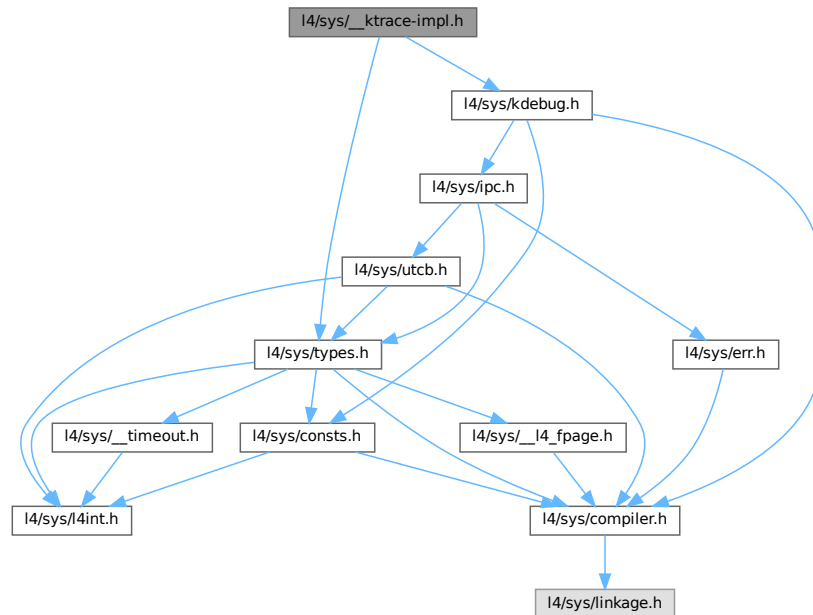 l4/sys/__ktrace-impl.h
l4/sys/kdebug.h
l4/sys/ipc.h
l4/sys/utcb.h
l4/sys/types.h
l4/sys/err.h
l4/sys/__timeout.h
l4/sys/consts.h
l4/sys/__l4_fpage.h
l4/sys/l4int.h
l4/sys/compiler.h
l4/sys/linkage.h